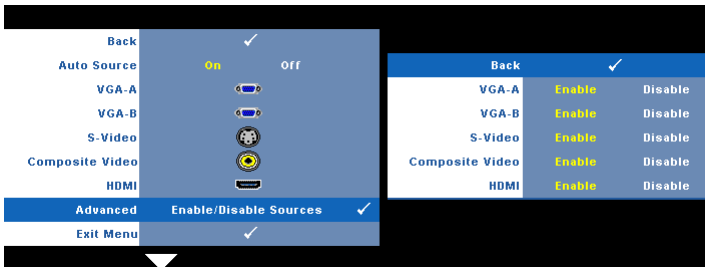 Back
Auto Source On Off
VGA-A
VGA-B
S-Video
Composite Video
HDMI
Advanced Enable/Disable Sources
Exit Menu
Back
VGA-A Enable Disable
VGA-B Enable Disable
S-Video Enable Disable
Composite Video Enable Disable
HDMI Enable Disable